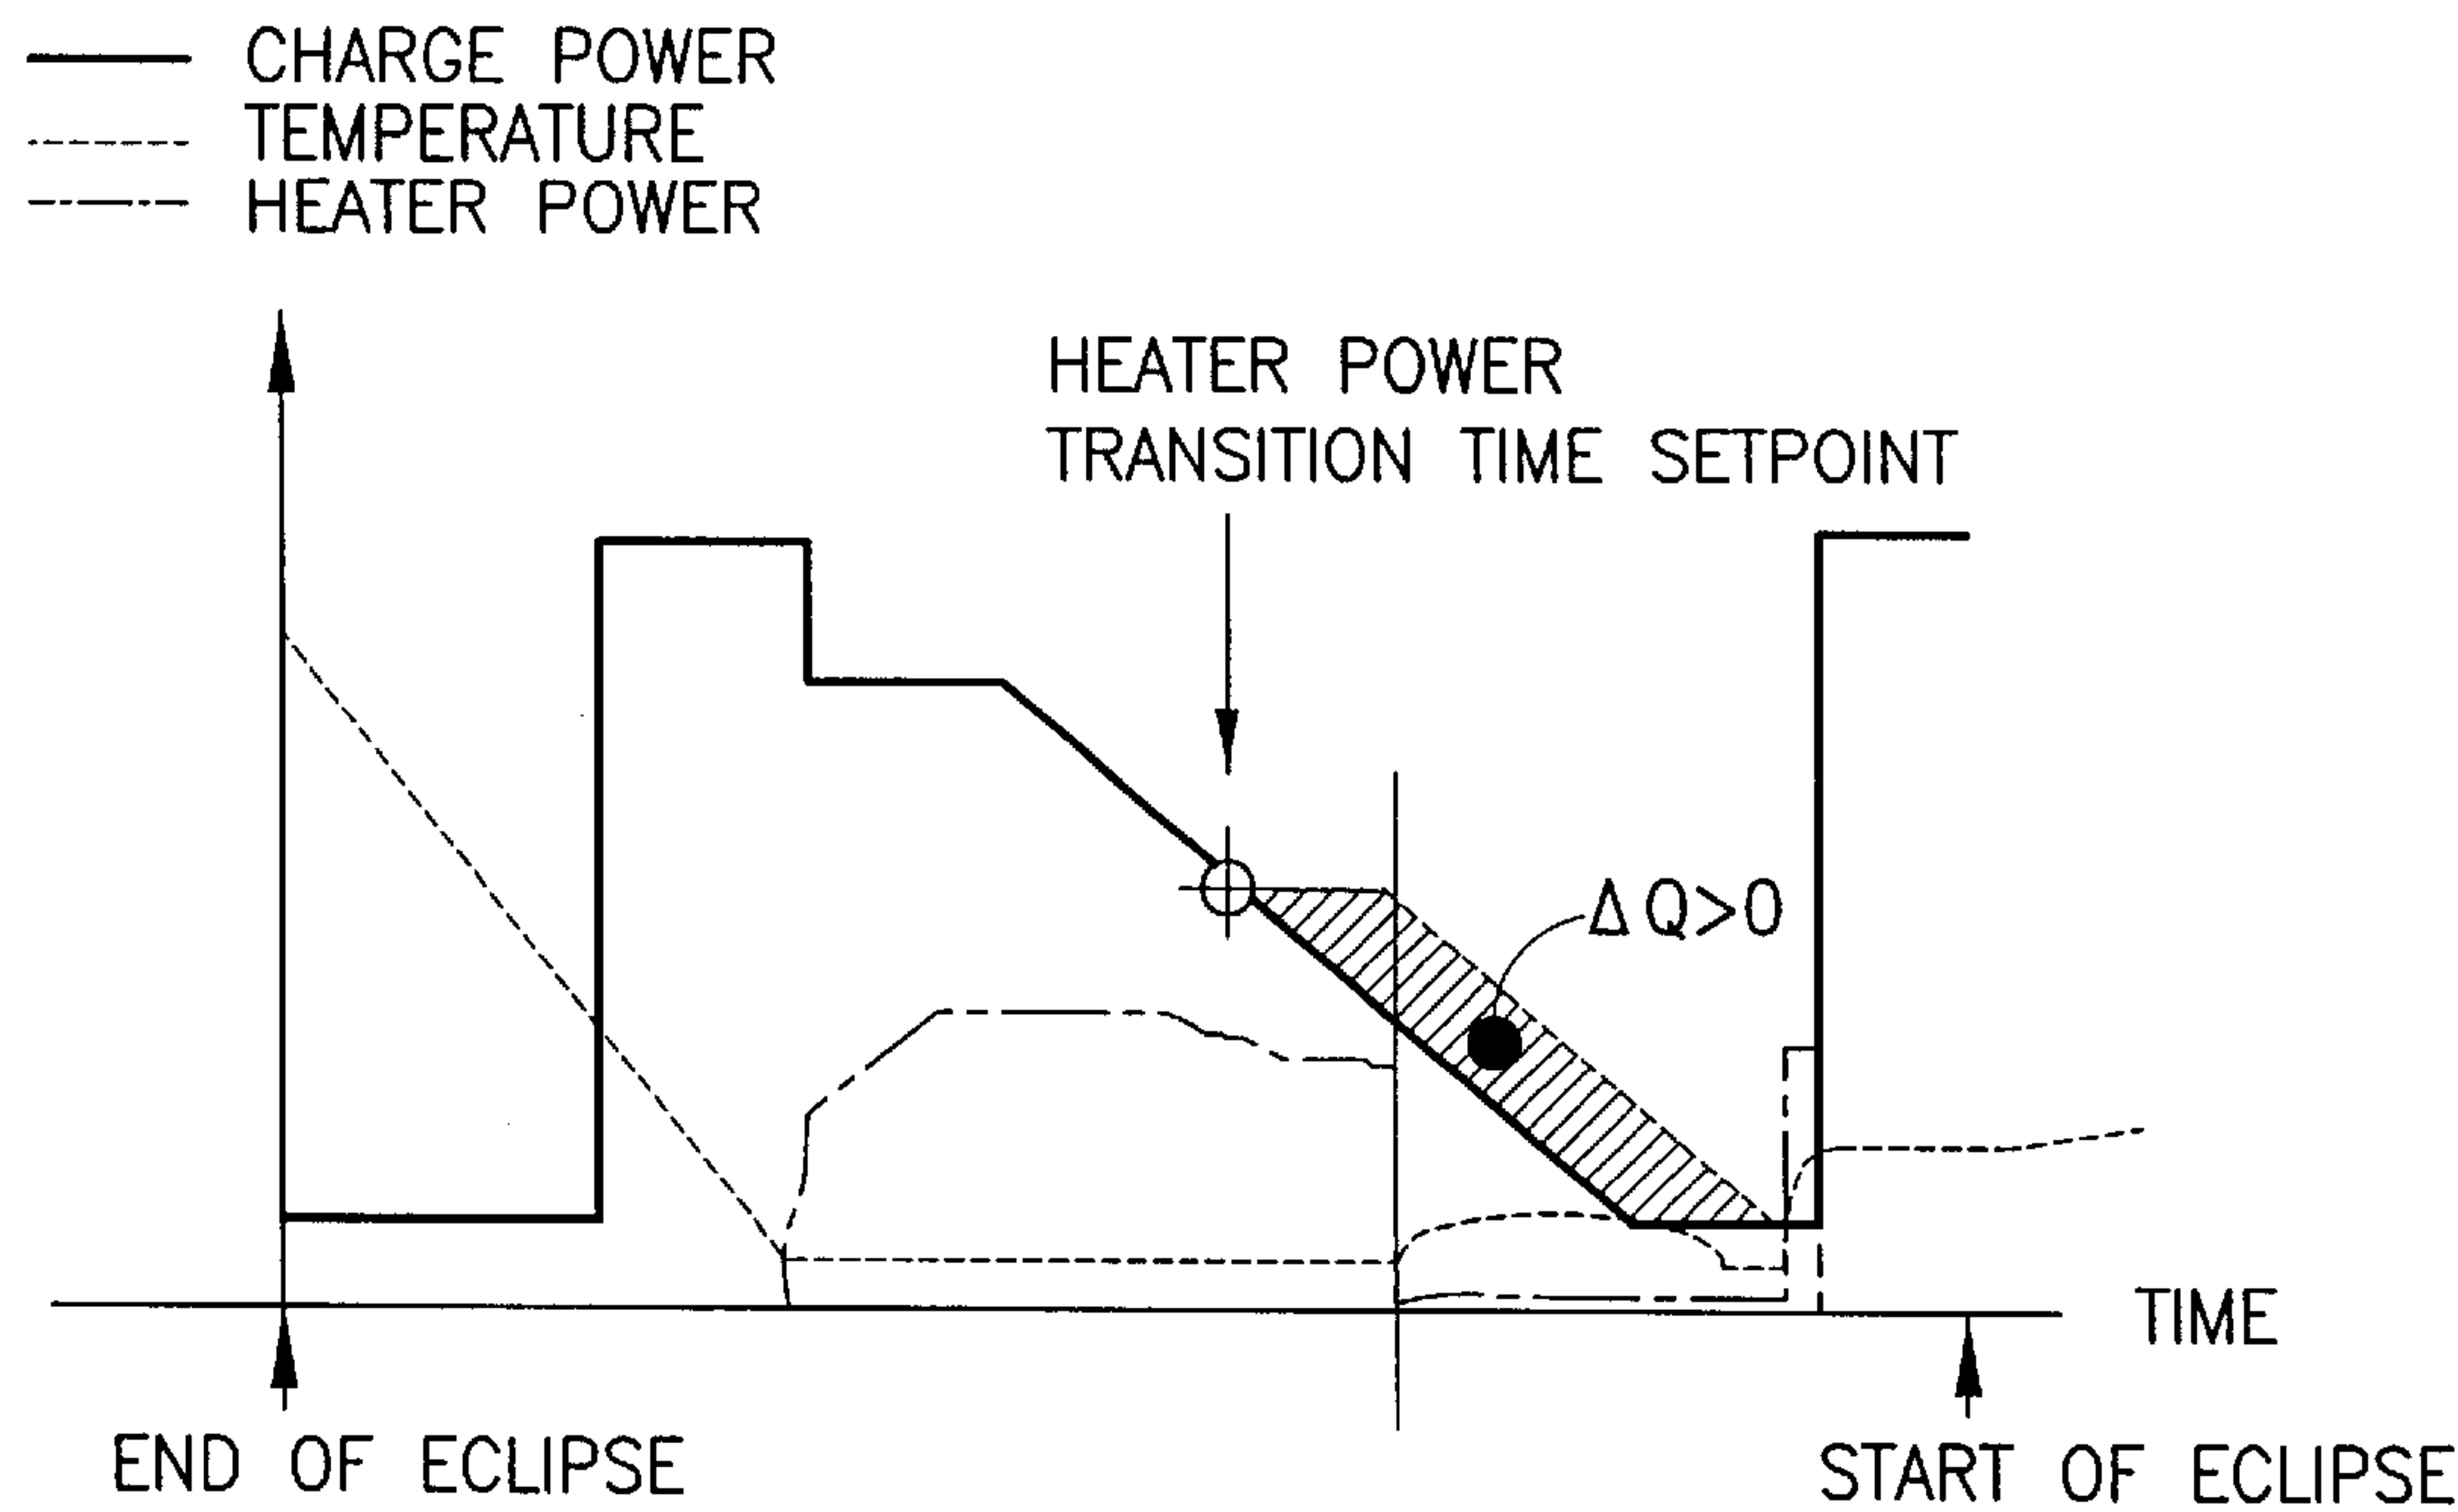 CHARGE POWER
TEMPERATURE
HEATER POWER
HEATER POWER
TRANSITION TIME SETPOINT
ΔQ>0
TIME
END OF ECLIPSE
START OF ECLIPSE